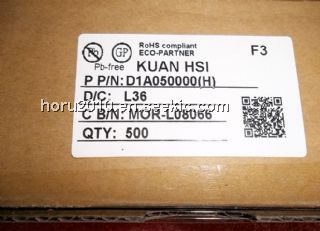 RoHS compliant
ECO-PARTNER
F3
Pb
GP
Pb-free
KUAN HSI
P P/N: D1A050000(H)
D/C: L36
horu2010.en.seekic.com
C B/N: MOR-L08066
QTY: 500